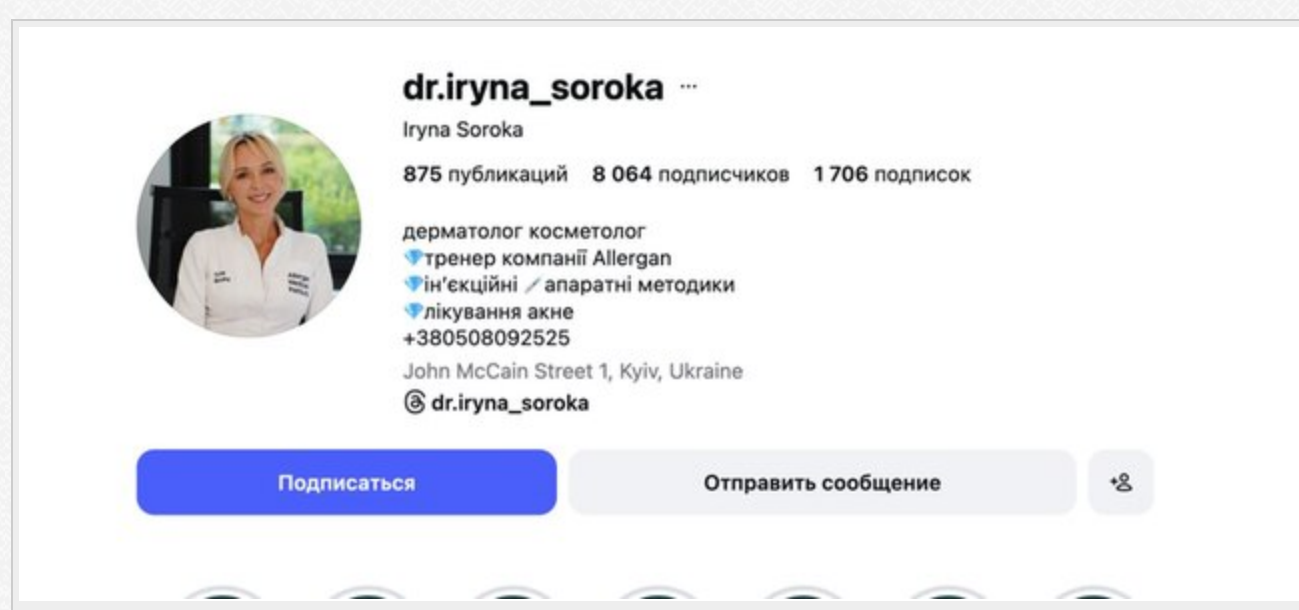 dr.iryna_soroka ...
Iryna Soroka
875 публикаций 8 064 подписчиков 1 706 подписок
дерматолог косметолог
💎тренер компанії Allergan
💎ін'єкційні 💉апаратні методики
💎лікування акне
+380508092525
John McCain Street 1, Kyiv, Ukraine
dr.iryna_soroka
Подписаться
Отправить сообщение